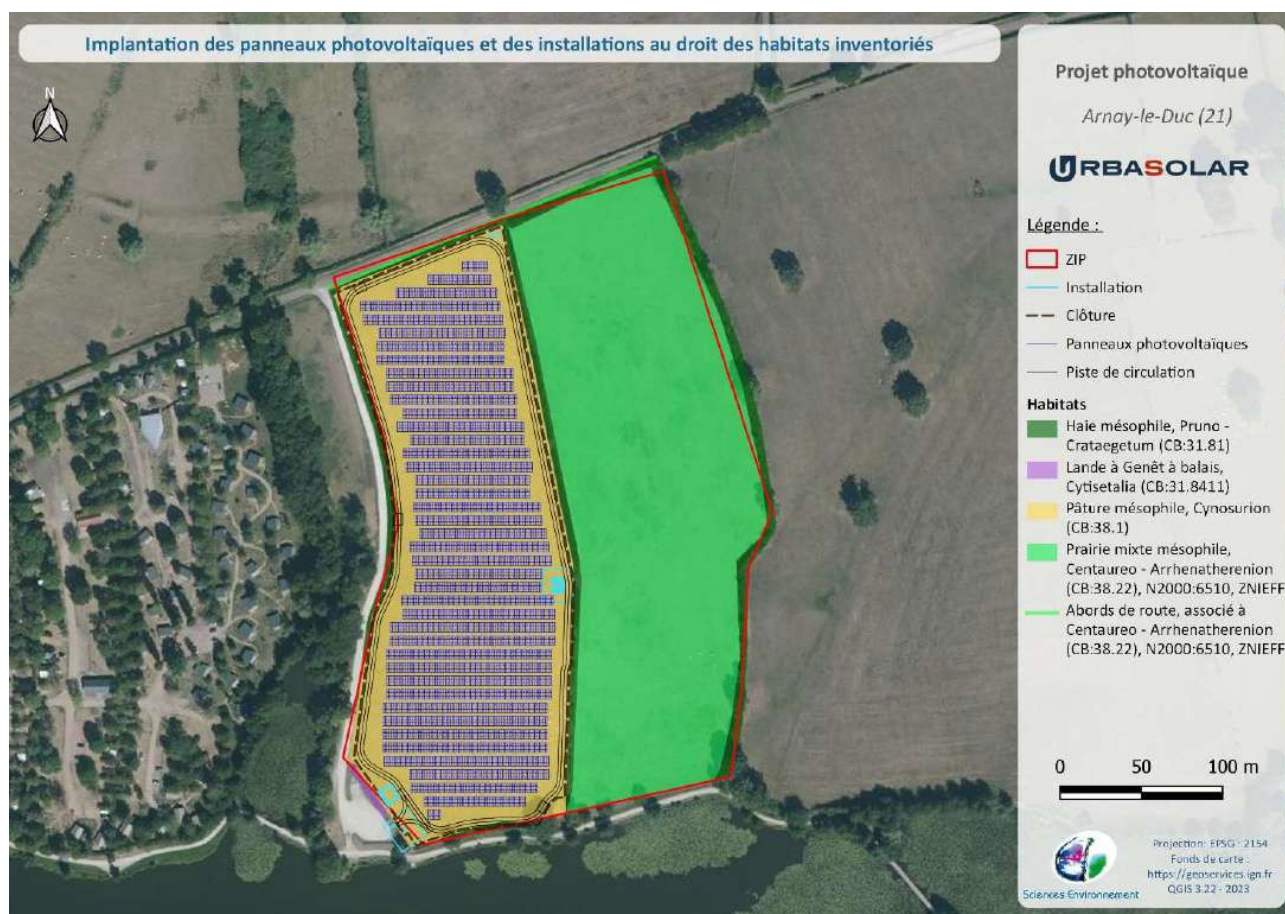 Implantation des panneaux photovoltaïques et des installations au droit des habitats inventoriés
N
Projet photovoltaïque
Arnay-le-Duc (21)
URBASOLAR
Légende :
ZIP
Installation
Clôture
Panneaux photovoltaïques
Piste de circulation
Habitats
Haie mésophile, Pruno -
Crataegetum (CB:31.81)
Lande à Genêt à balais,
Cytisetalia (CB:31.8411)
Pâture mésophile, Cynosurion
(CB:38.1)
Prairie mixte mésophile,
Centaureo - Arrhenatherenion
(CB:38.22), N2000:6510, ZNIEFF
Abords de route, associé à
Centaureo - Arrhenatherenion
(CB:38.22), N2000:6510, ZNIEFF
0 50 100 m
Sciences Environnement
Projection: EPSG : 2154
Fonds de carte :
https://geoservices.ign.fr
QGIS 3.22 - 2023